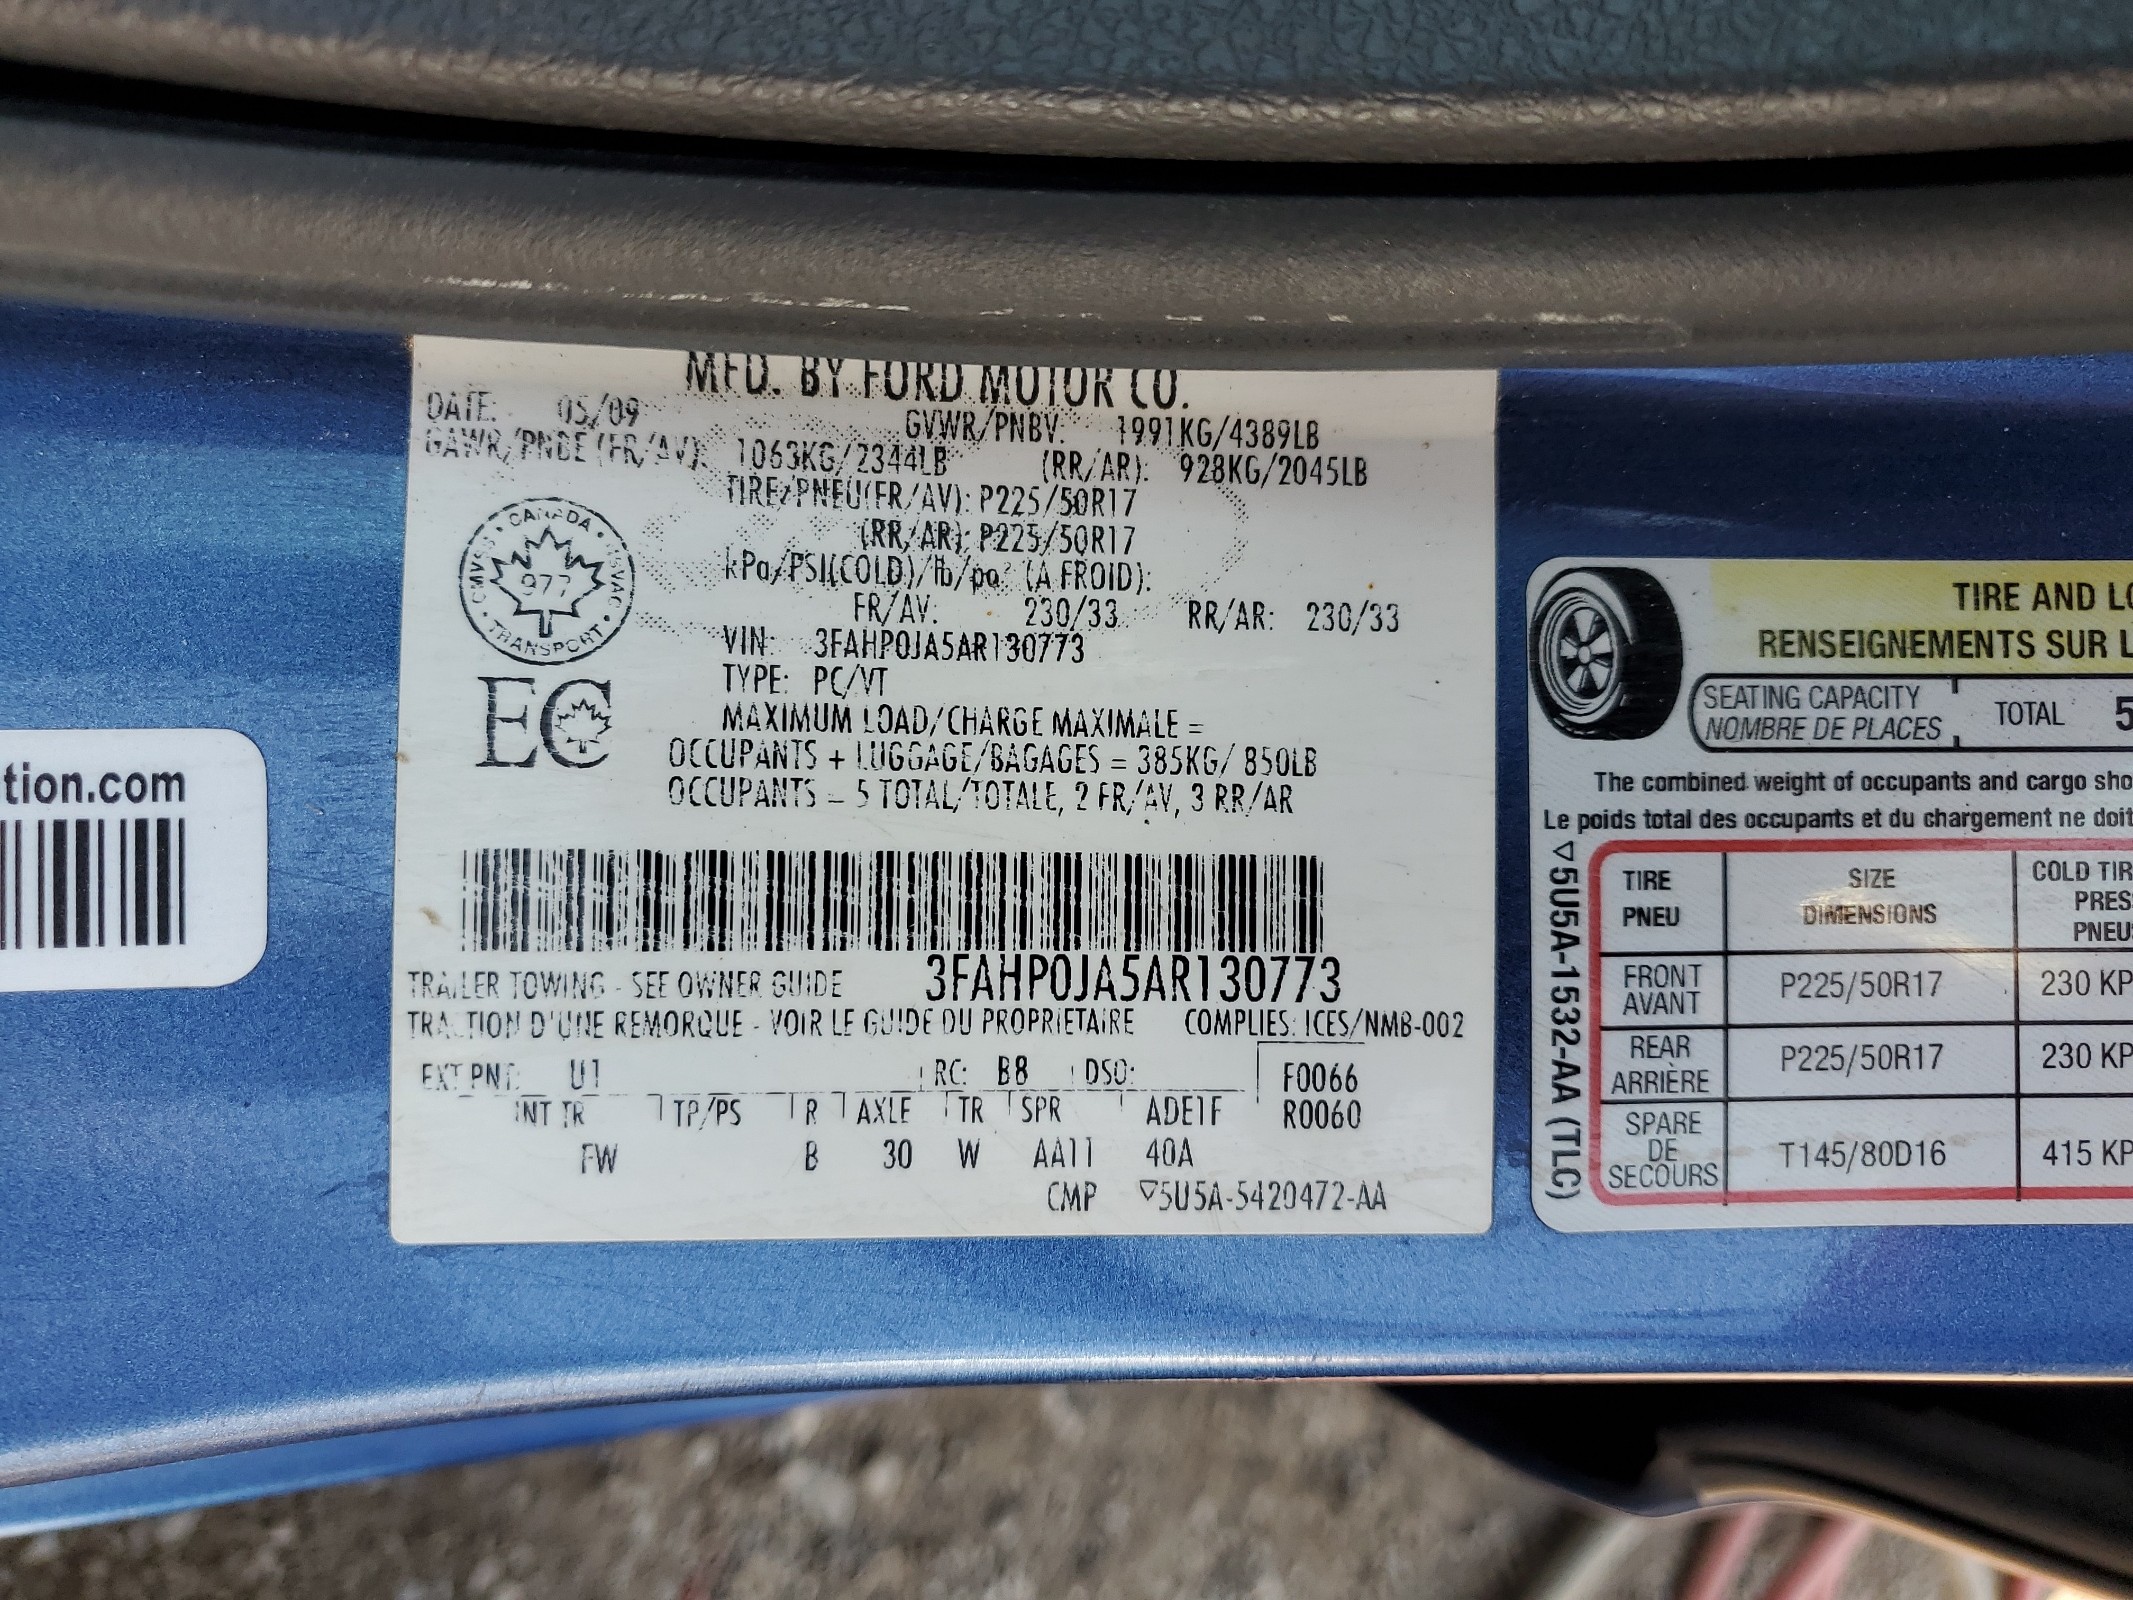 MFD. BY FORD MOTOR CO.
DATE: 05/09 GVWR/PNBV: 1991KG/4389LB
GAWR/PNBE (FR/AV): 1063KG/2344LB (RR/AR): 928KG/2045LB
TIRE/PNEU(FR/AV): P225/50R17
(RR/AR): P225/50R17
kPa/PSI(COLD)/lb/po² (A FROID):
FR/AV: 230/33 RR/AR: 230/33
VIN: 3FAHP0JA5AR130773
TYPE: PC/VT
MAXIMUM LOAD/CHARGE MAXIMALE =
OCCUPANTS + LUGGAGE/BAGAGES = 385KG/ 850LB
OCCUPANTS = 5 TOTAL/TOTALE, 2 FR/AV, 3 RR/AR
CANADA
CMVSS NSVAC
977
TRANSPORT
EC
3FAHP0JA5AR130773
TRAILER TOWING - SEE OWNER GUIDE
TRACTION D'UNE REMORQUE - VOIR LE GUIDE DU PROPRIETAIRE COMPLIES: ICES/NMB-002
EXT PNT: U1 RC: B8 DSO: F0066
INT TR TP/PS R AXLE TR SPR R0060
FW B 30 W AA11 40A
CMP ▽5U5A-5420472-AA
tion.com
TIRE AND LO
RENSEIGNEMENTS SUR L
SEATING CAPACITY
NOMBRE DE PLACES
TOTAL 5
The combined weight of occupants and cargo sho
Le poids total des occupants et du chargement ne doit
▽5U5A-1532-AA (TLC)
TIRE SIZE COLD TIR
PNEU DIMENSIONS PRES
PNEU
FRONT
AVANT P225/50R17 230 KP
REAR
ARRIÈRE P225/50R17 230 KP
SPARE
DE
SECOURS T145/80D16 415 KP